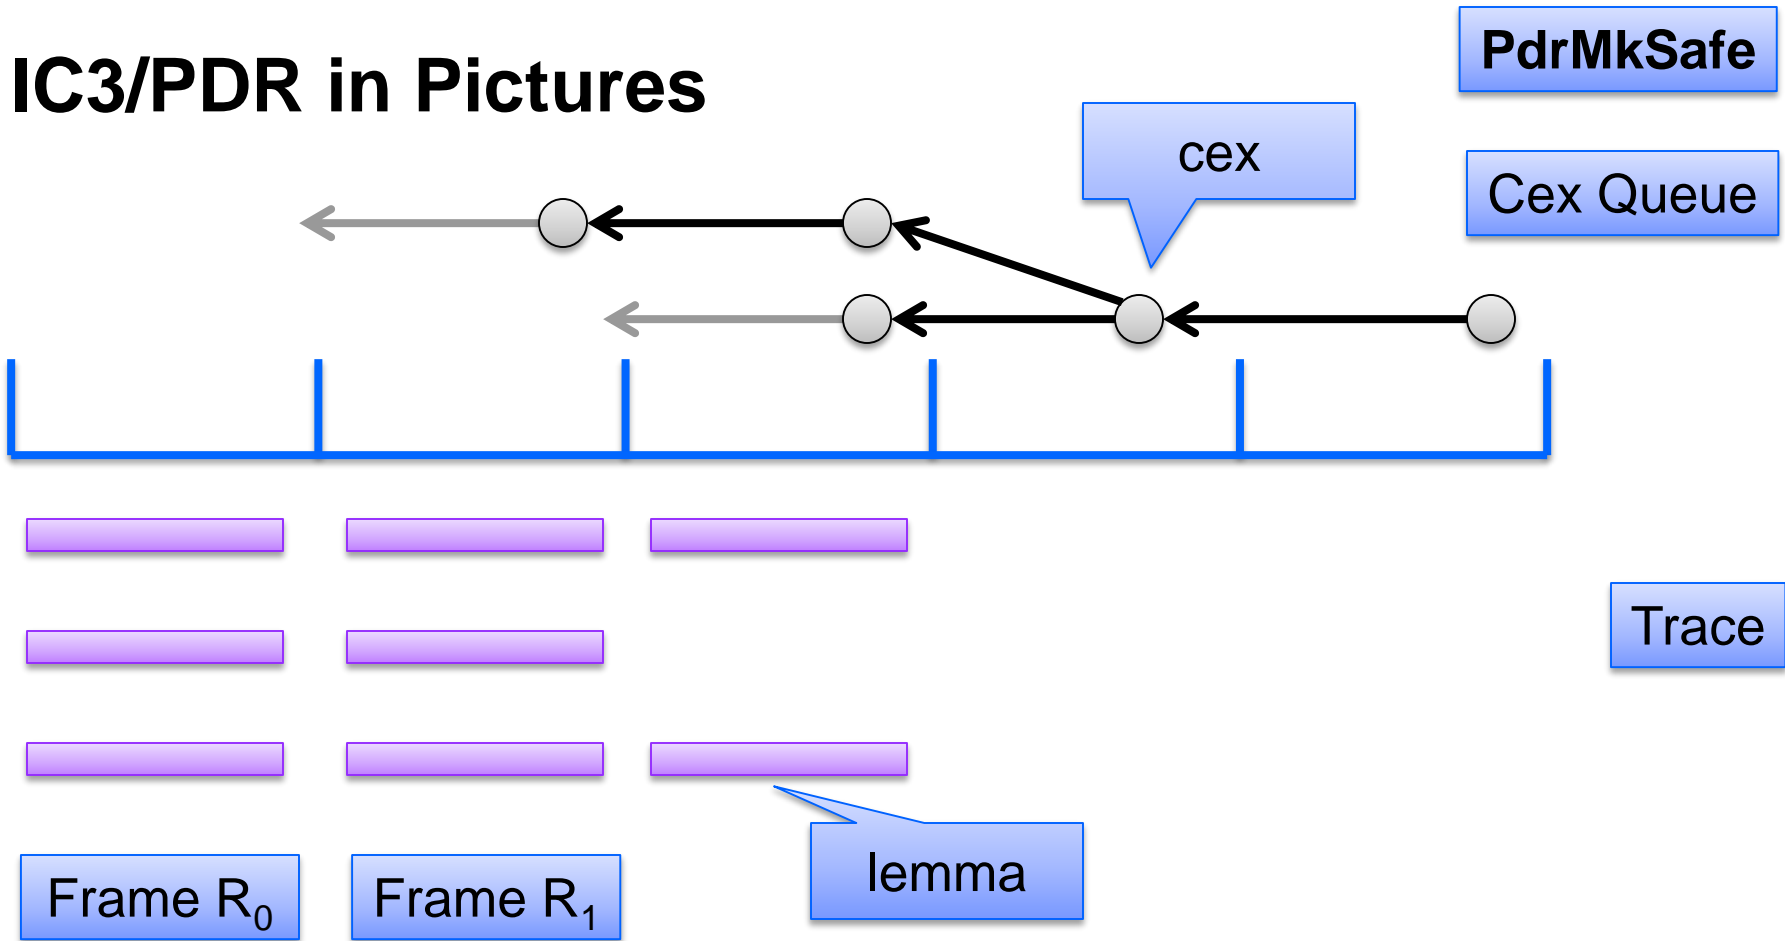 IC3/PDR in Pictures
PdrMkSafe
cex
Cex Queue
Trace
lemma
Frame R0
Frame R1